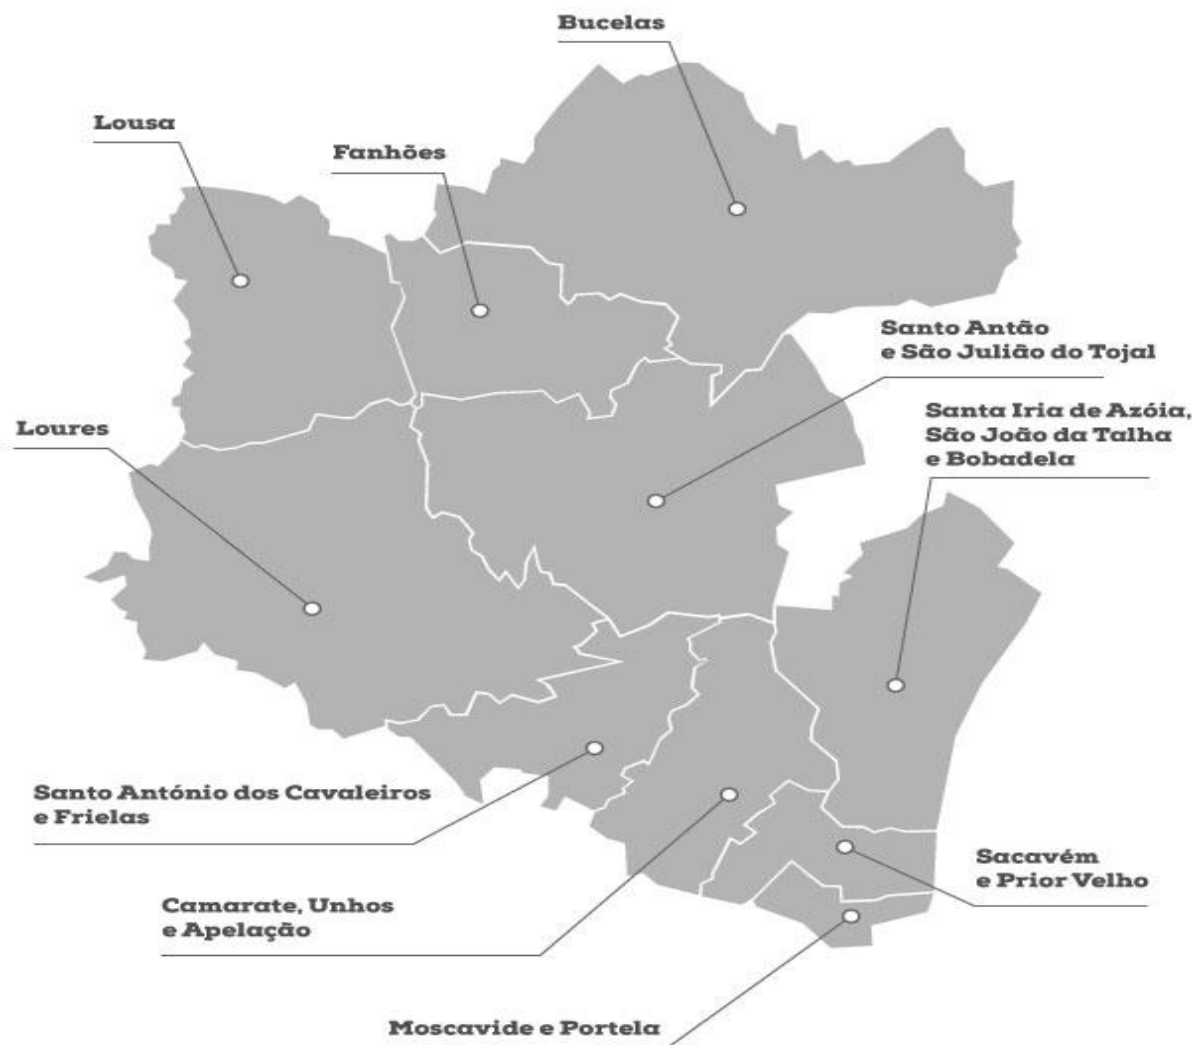 Bucelas
Lousa
Fanhões
Santo Antão
e São Julião do Tojal
Santa Iria de Azóia,
São João da Talha
e Bobadela
Loures
Santo António dos Cavaleiros
e Frielas
Sacavém
e Prior Velho
Camarate, Unhos
e Apelação
Moscavide e Portela